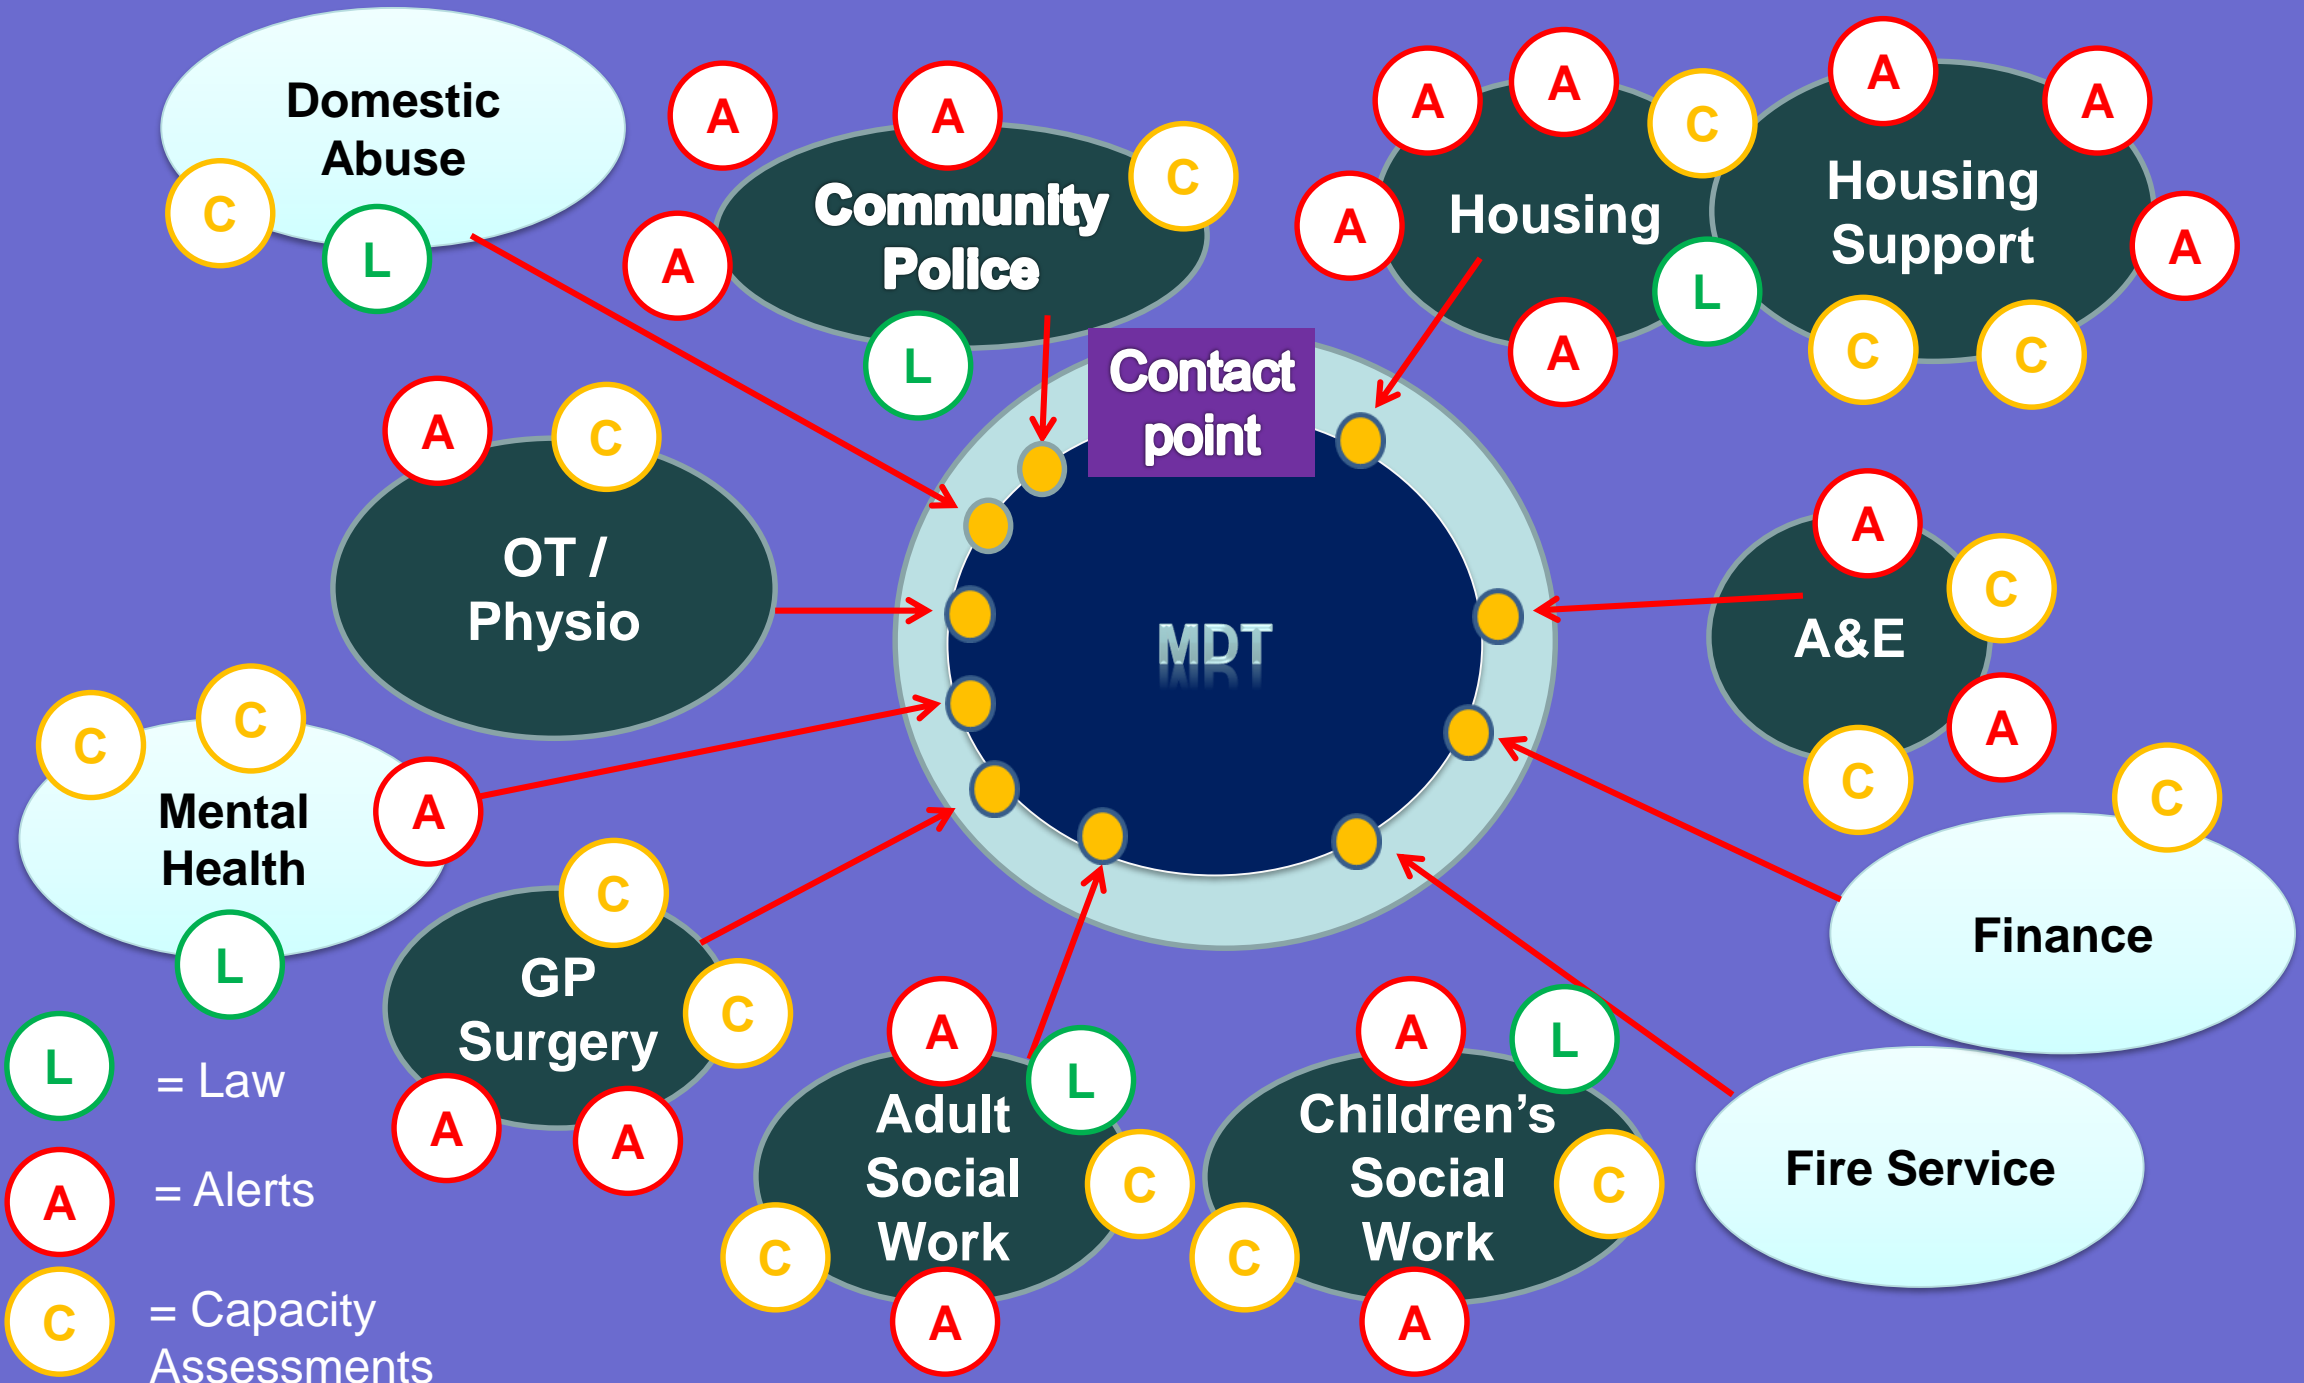 Domestic
Abuse
C
L
A
A
A
C
Community
Police
L
A
A
C
A
A
Housing
L
A
A
A
A
Housing
Support
C
C
Contact
point
A
C
OT /
Physio
MDT
A
C
A&E
A
C
C
C
A
Mental
Health
L
C
Finance
C
GP
Surgery
C
A
A
A
L
Adult
Social
Work
C
C
A
A
L
Children’s
Social
Work
C
C
A
Fire Service
L
= Law
A
= Alerts
C
= Capacity
Assessments